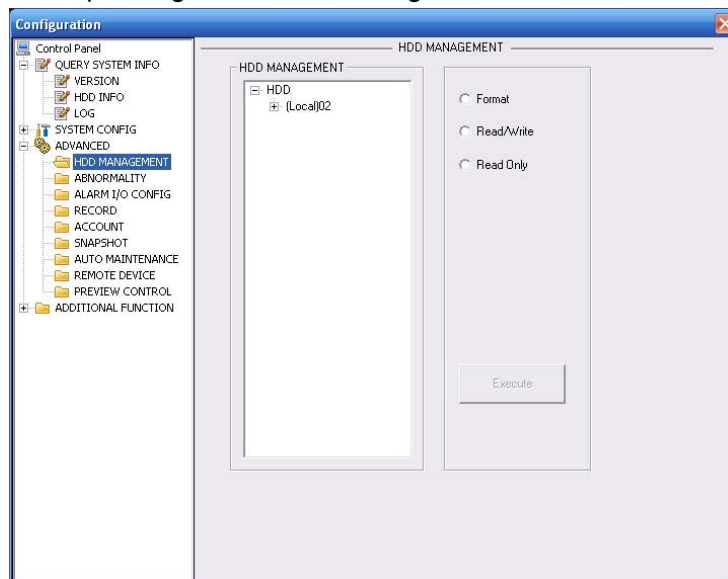 Configuration
Control Panel
QUERY SYSTEM INFO
VERSION
HDD INFO
LOG
SYSTEM CONFIG
ADVANCED
HDD MANAGEMENT
ABNORMALITY
ALARM I/O CONFIG
RECORD
ACCOUNT
SNAPSHOT
AUTO MAINTENANCE
REMOTE DEVICE
PREVIEW CONTROL
ADDITIONAL FUNCTION
HDD MANAGEMENT
HDD MANAGEMENT
HDD
(Local)02
Format
Read/Write
Read Only
Execute